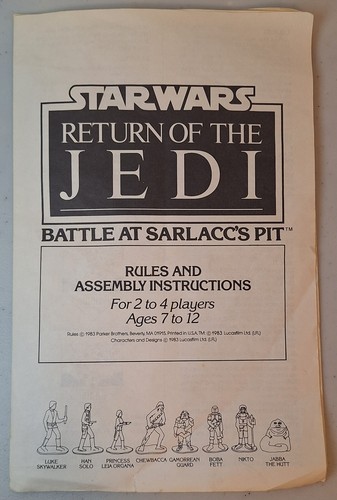 STAR WARS
RETURN OF THE
JEDI
BATTLE AT SARLACC'S PIT™
RULES AND
ASSEMBLY INSTRUCTIONS
For 2 to 4 players
Ages 7 to 12
Rules © 1983 Parker Brothers, Beverly, MA 01915. Printed in U.S.A. TM © 1983 Lucasfilm Ltd. (LFL)
Characters and Designs © 1983 Lucasfilm Ltd. (LFL)
LUKE SKYWALKER
HAN SOLO
PRINCESS LEIA ORGANA
CHEWBACCA
GAMORREAN GUARD
BOBA FETT
NIKTO
JABBA THE HUTT